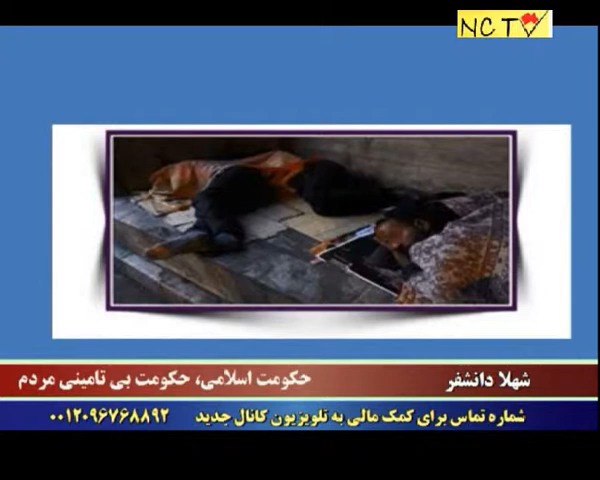 NCTV
شهلا دانشفر
حکومت اسلامی، حکومت بی تامینی مردم
شماره تماس برای کمک مالی به تلویزیون کانال جدید ۰۰۱۲۰۹۶۷۶۸۸۹۲